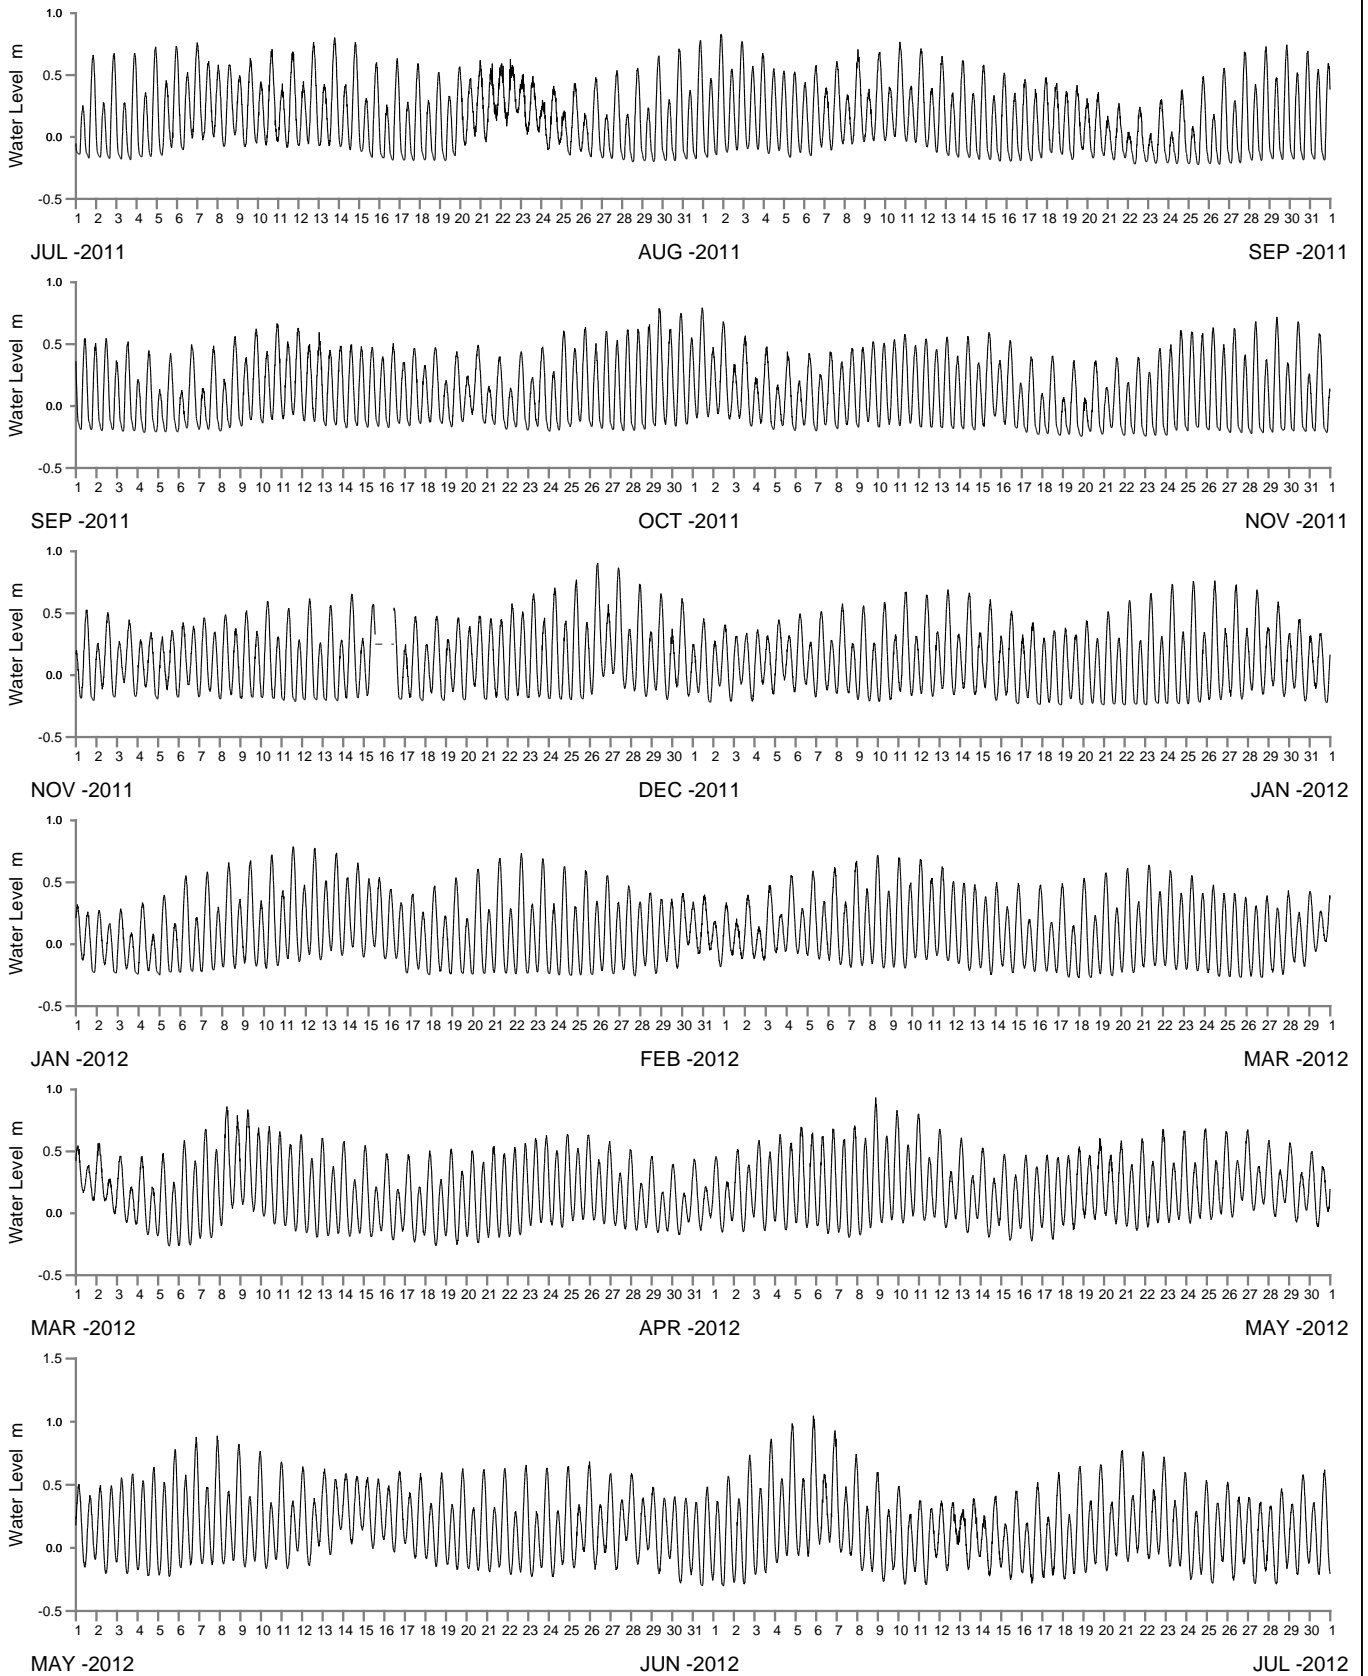 1.0
0.5
0.0
-0.5
Water Level m
1 2 3 4 5 6 7 8 9 10 11 12 13 14 15 16 17 18 19 20 21 22 23 24 25 26 27 28 29 30 31 1 2 3 4 5 6 7 8 9 10 11 12 13 14 15 16 17 18 19 20 21 22 23 24 25 26 27 28 29 30 31 1
JUL -2011 AUG -2011 SEP -2011
1.0
0.5
0.0
-0.5
Water Level m
1 2 3 4 5 6 7 8 9 10 11 12 13 14 15 16 17 18 19 20 21 22 23 24 25 26 27 28 29 30 1 2 3 4 5 6 7 8 9 10 11 12 13 14 15 16 17 18 19 20 21 22 23 24 25 26 27 28 29 30 31 1
SEP -2011 OCT -2011 NOV -2011
1.0
0.5
0.0
-0.5
Water Level m
1 2 3 4 5 6 7 8 9 10 11 12 13 14 15 16 17 18 19 20 21 22 23 24 25 26 27 28 29 30 1 2 3 4 5 6 7 8 9 10 11 12 13 14 15 16 17 18 19 20 21 22 23 24 25 26 27 28 29 30 31 1
NOV -2011 DEC -2011 JAN -2012
1.0
0.5
0.0
-0.5
Water Level m
1 2 3 4 5 6 7 8 9 10 11 12 13 14 15 16 17 18 19 20 21 22 23 24 25 26 27 28 29 30 31 1 2 3 4 5 6 7 8 9 10 11 12 13 14 15 16 17 18 19 20 21 22 23 24 25 26 27 28 29 1
JAN -2012 FEB -2012 MAR -2012
1.0
0.5
0.0
-0.5
Water Level m
1 2 3 4 5 6 7 8 9 10 11 12 13 14 15 16 17 18 19 20 21 22 23 24 25 26 27 28 29 30 31 1 2 3 4 5 6 7 8 9 10 11 12 13 14 15 16 17 18 19 20 21 22 23 24 25 26 27 28 29 30 1
MAR -2012 APR -2012 MAY -2012
1.5
1.0
0.5
0.0
-0.5
Water Level m
1 2 3 4 5 6 7 8 9 10 11 12 13 14 15 16 17 18 19 20 21 22 23 24 25 26 27 28 29 30 31 1 2 3 4 5 6 7 8 9 10 11 12 13 14 15 16 17 18 19 20 21 22 23 24 25 26 27 28 29 30 1
MAY -2012 JUN -2012 JUL -2012